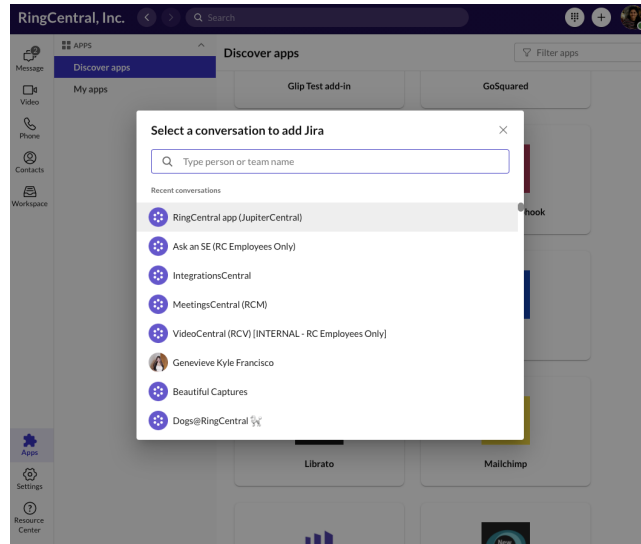 RingCentral, Inc.
Search
Message
Video
Phone
Contacts
Workspace
Apps
Settings
Resource
Center
APPS
Discover apps
My apps
Discover apps
Filter apps
Glip Test add-in
GoSquared
hook
Select a conversation to add Jira
Type person or team name
Recent conversations
RingCentral app (JupiterCentral)
Ask an SE (RC Employees Only)
IntegrationsCentral
MeetingsCentral (RCM)
VideoCentral (RCV) [INTERNAL - RC Employees Only]
Genevieve Kyle Francisco
Beautiful Captures
Dogs@RingCentral 🐩
Librato
Mailchimp
New